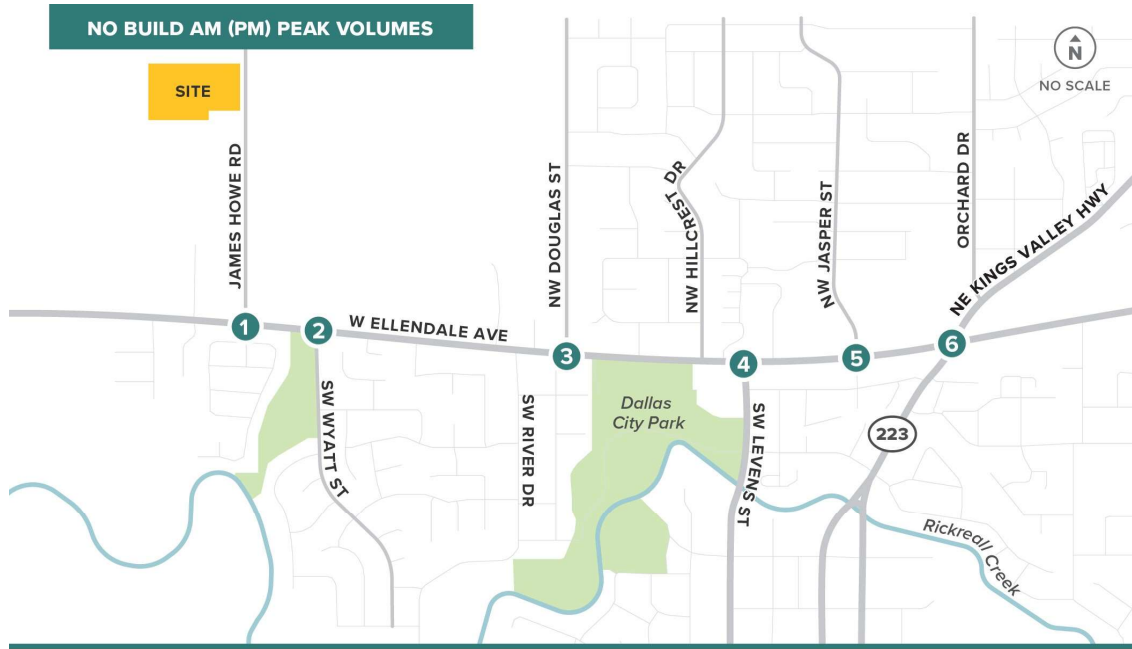 NO BUILD AM (PM) PEAK VOLUMES
N
NO SCALE
SITE
JAMES HOWE RD
NW DOUGLAS ST
NW HILLCREST DR
NW JASPER ST
ORCHARD DR
NE KINGS VALLEY HWY
W ELLENDALE AVE
1
2
3
4
5
6
SW WYATT ST
SW RIVER DR
Dallas
City Park
SW LEVENS ST
223
Rickreall Creek